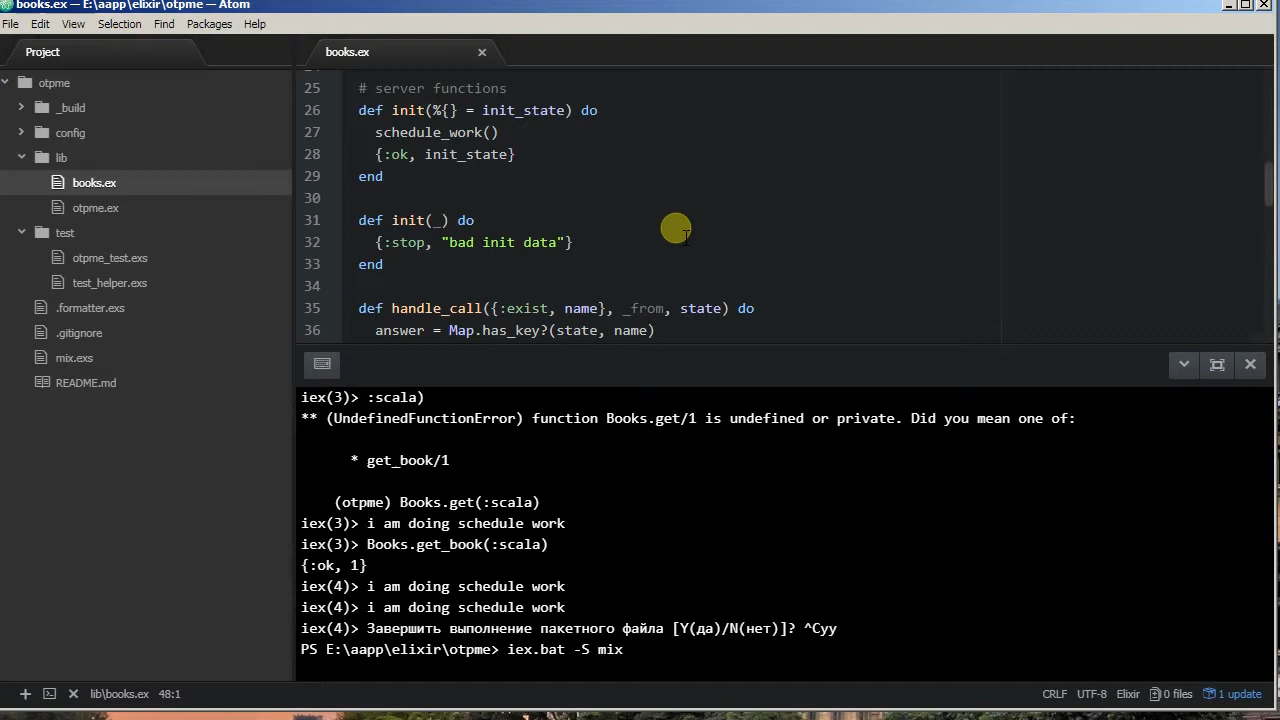 books.ex — E:\aapp\elixir\otpme — Atom
File Edit View Selection Find Packages Help
Project
books.ex
otpme
_build
config
lib
books.ex
otpme.ex
test
otpme_test.exs
test_helper.exs
.formatter.exs
.gitignore
mix.exs
README.md
25 # server functions
26 def init(%{} = init_state) do
27 schedule_work()
28 {:ok, init_state}
29 end
30
31 def init(_) do
32 {:stop, "bad init data"}
33 end
34
35 def handle_call({:exist, name}, _from, state) do
36 answer = Map.has_key?(state, name)
iex(3)> :scala)
** (UndefinedFunctionError) function Books.get/1 is undefined or private. Did you mean one of:
* get_book/1
(otpme) Books.get(:scala)
iex(3)> i am doing schedule work
iex(3)> Books.get_book(:scala)
{:ok, 1}
iex(4)> i am doing schedule work
iex(4)> i am doing schedule work
iex(4)> Завершить выполнение пакетного файла [Y(да)/N(нет)]? ^Cyy
PS E:\aapp\elixir\otpme> iex.bat -S mix
lib\books.ex 48:1 CRLF UTF-8 Elixir 0 files 1 update